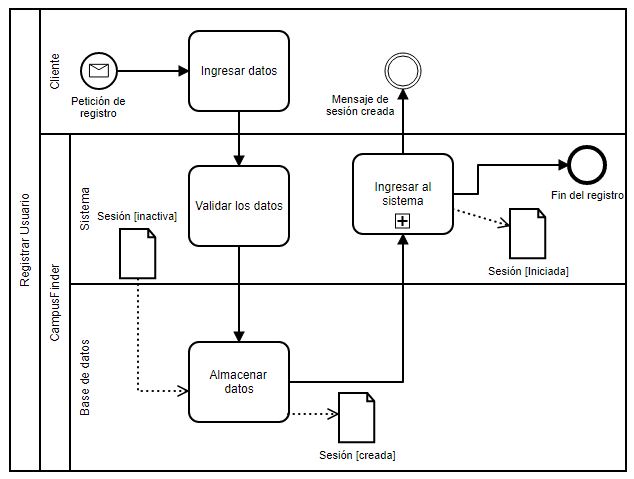 Registrar Usuario
Cliente
Petición de
registro
Ingresar datos
Mensaje de
sesión creada
CampusFinder
Sistema
Sesión [inactiva]
Validar los datos
Ingresar al
sistema
Fin del registro
Sesión [Iniciada]
Base de datos
Almacenar
datos
Sesión [creada]